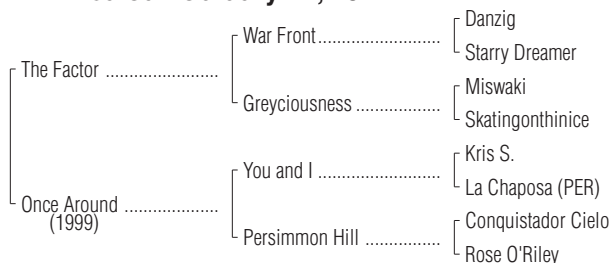 Danzig
War Front
Starry Dreamer
The Factor
Miswaki
Greyciousness
Skatingonthinice
Kris S.
You and I
La Chaposa (PER)
Once Around
(1999)
Conquistador Cielo
Persimmon Hill
Rose O'Riley